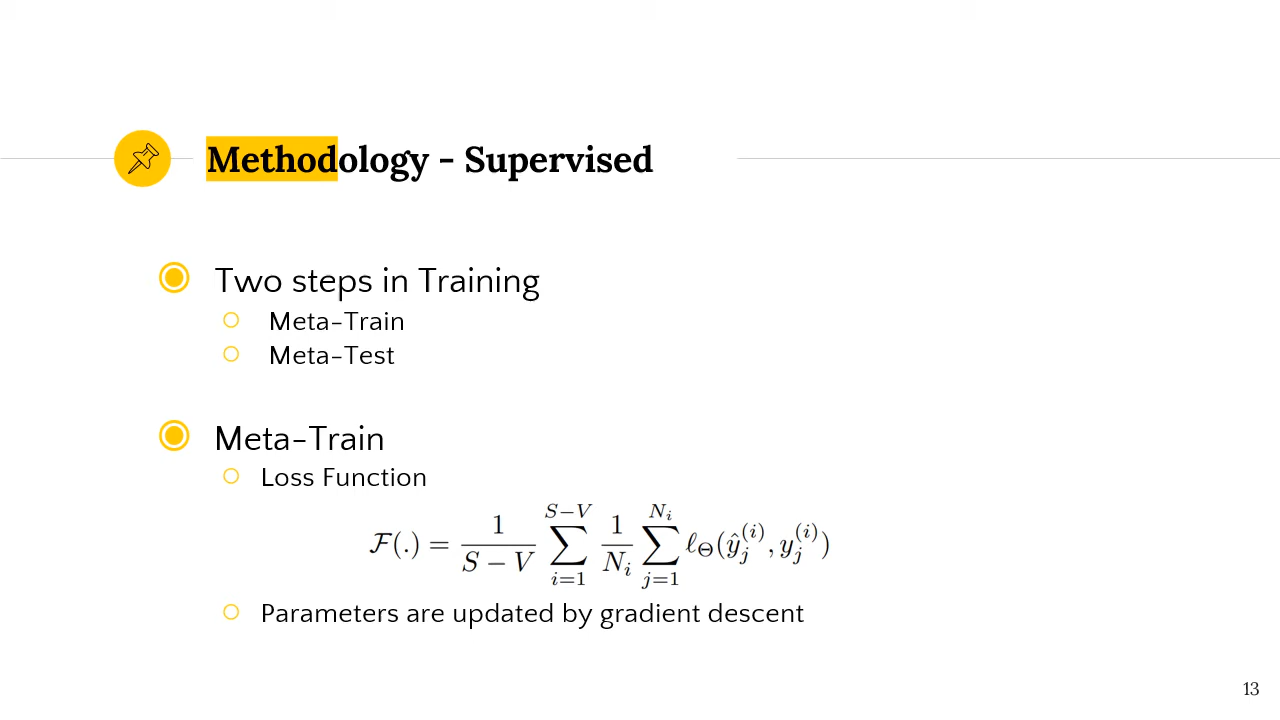 Methodology - Supervised
Two steps in Training
Meta-Train
Meta-Test
Meta-Train
Loss Function
$\mathcal{F}(.) = \frac{1}{S-V} \sum_{i=1}^{S-V} \frac{1}{N_i} \sum_{j=1}^{N_i} \ell_\Theta(\hat{y}_j^{(i)}, y_j^{(i)})$
Parameters are updated by gradient descent
13